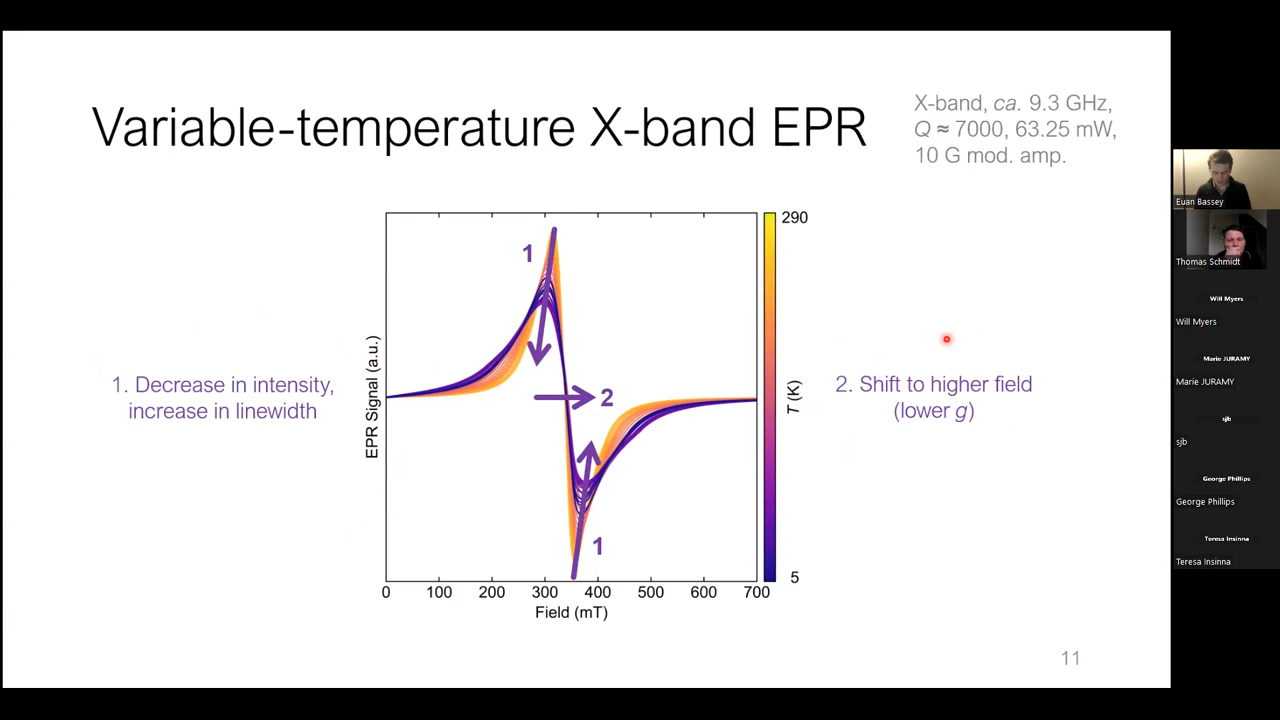 Variable-temperature X-band EPR
X-band, ca. 9.3 GHz,
Q ≈ 7000, 63.25 mW,
10 G mod. amp.
1. Decrease in intensity,
increase in linewidth
EPR Signal (a.u.)
1
2
1
0 100 200 300 400 500 600 700
Field (mT)
290
T (K)
5
2. Shift to higher field
(lower g)
11
Euan Bassey
Thomas Schmidt
Will Myers
Will Myers
Marie JURAMY
Marie JURAMY
sjb
sjb
George Phillips
George Phillips
Teresa Insinna
Teresa Insinna